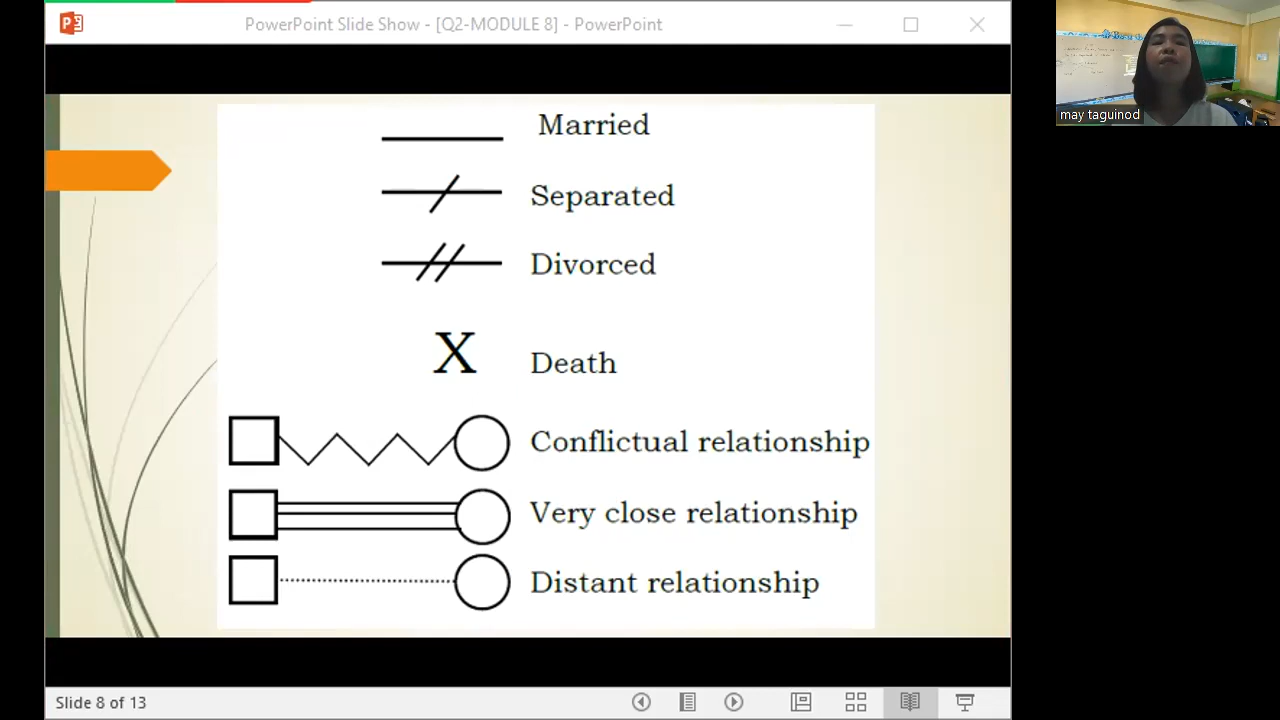 PowerPoint Slide Show - [Q2-MODULE 8] - PowerPoint
may taguinod
Married
Separated
Divorced
X Death
Conflictual relationship
Very close relationship
Distant relationship
Slide 8 of 13